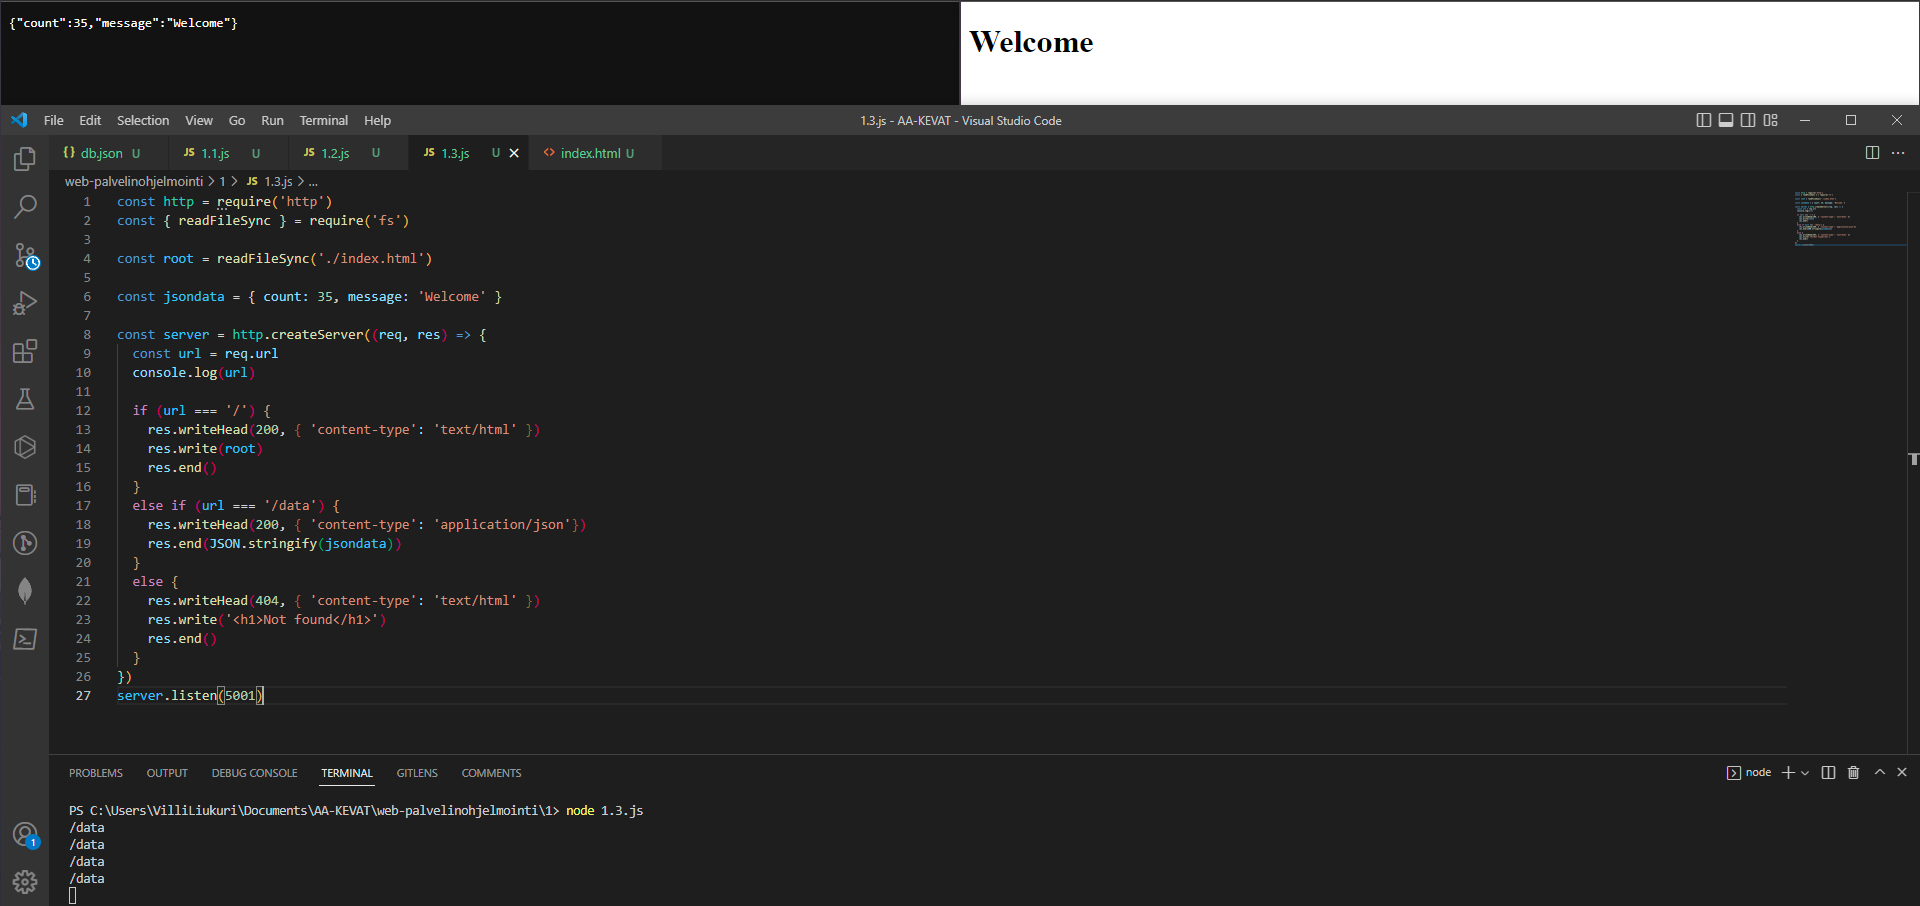 {"count":35,"message":"Welcome"}
Welcome
File Edit Selection View Go Run Terminal Help
1.3.js - AA-KEVAT - Visual Studio Code
{} db.json U
JS 1.1.js U
JS 1.2.js U
JS 1.3.js U
<> index.html U
web-palvelinohjelmointi > 1 > JS 1.3.js > ...
1 const http = require('http')
2 const { readFileSync } = require('fs')
3
4 const root = readFileSync('./index.html')
5
6 const jsondata = { count: 35, message: 'Welcome' }
7
8 const server = http.createServer((req, res) => {
9 const url = req.url
10 console.log(url)
11
12 if (url === '/') {
13 res.writeHead(200, { 'content-type': 'text/html' })
14 res.write(root)
15 res.end()
16 }
17 else if (url === '/data') {
18 res.writeHead(200, { 'content-type': 'application/json'})
19 res.end(JSON.stringify(jsondata))
20 }
21 else {
22 res.writeHead(404, { 'content-type': 'text/html' })
23 res.write('<h1>Not found</h1>')
24 res.end()
25 }
26 })
27 server.listen(5001)
PROBLEMS OUTPUT DEBUG CONSOLE TERMINAL GITLENS COMMENTS
node
PS C:\Users\VilliLiukuri\Documents\AA-KEVAT\web-palvelinohjelmointi\1> node 1.3.js
/data
/data
/data
/data
1